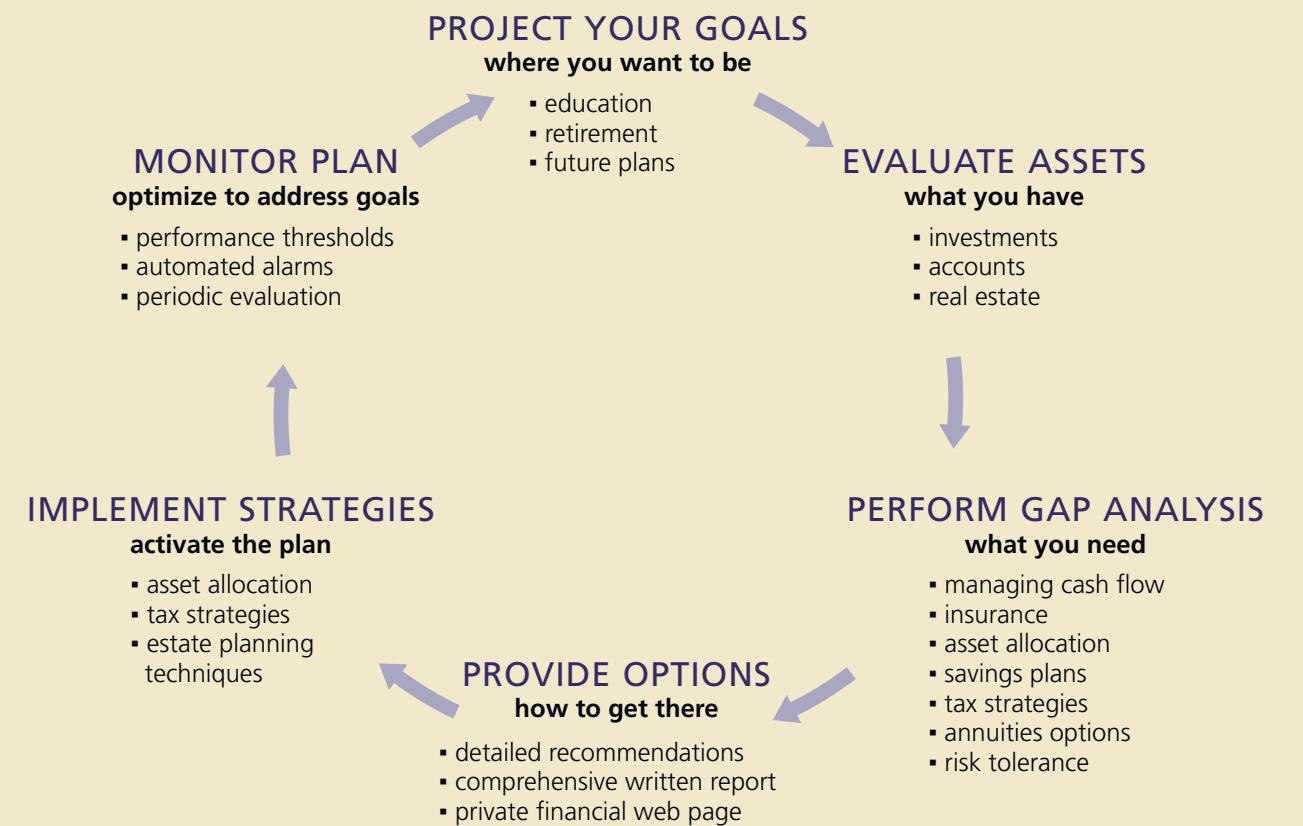 PROJECT YOUR GOALS
where you want to be
▪ education
▪ retirement
▪ future plans
EVALUATE ASSETS
what you have
▪ investments
▪ accounts
▪ real estate
PERFORM GAP ANALYSIS
what you need
▪ managing cash flow
▪ insurance
▪ asset allocation
▪ savings plans
▪ tax strategies
▪ annuities options
▪ risk tolerance
PROVIDE OPTIONS
how to get there
▪ detailed recommendations
▪ comprehensive written report
▪ private financial web page
IMPLEMENT STRATEGIES
activate the plan
▪ asset allocation
▪ tax strategies
▪ estate planning
techniques
MONITOR PLAN
optimize to address goals
▪ performance thresholds
▪ automated alarms
▪ periodic evaluation